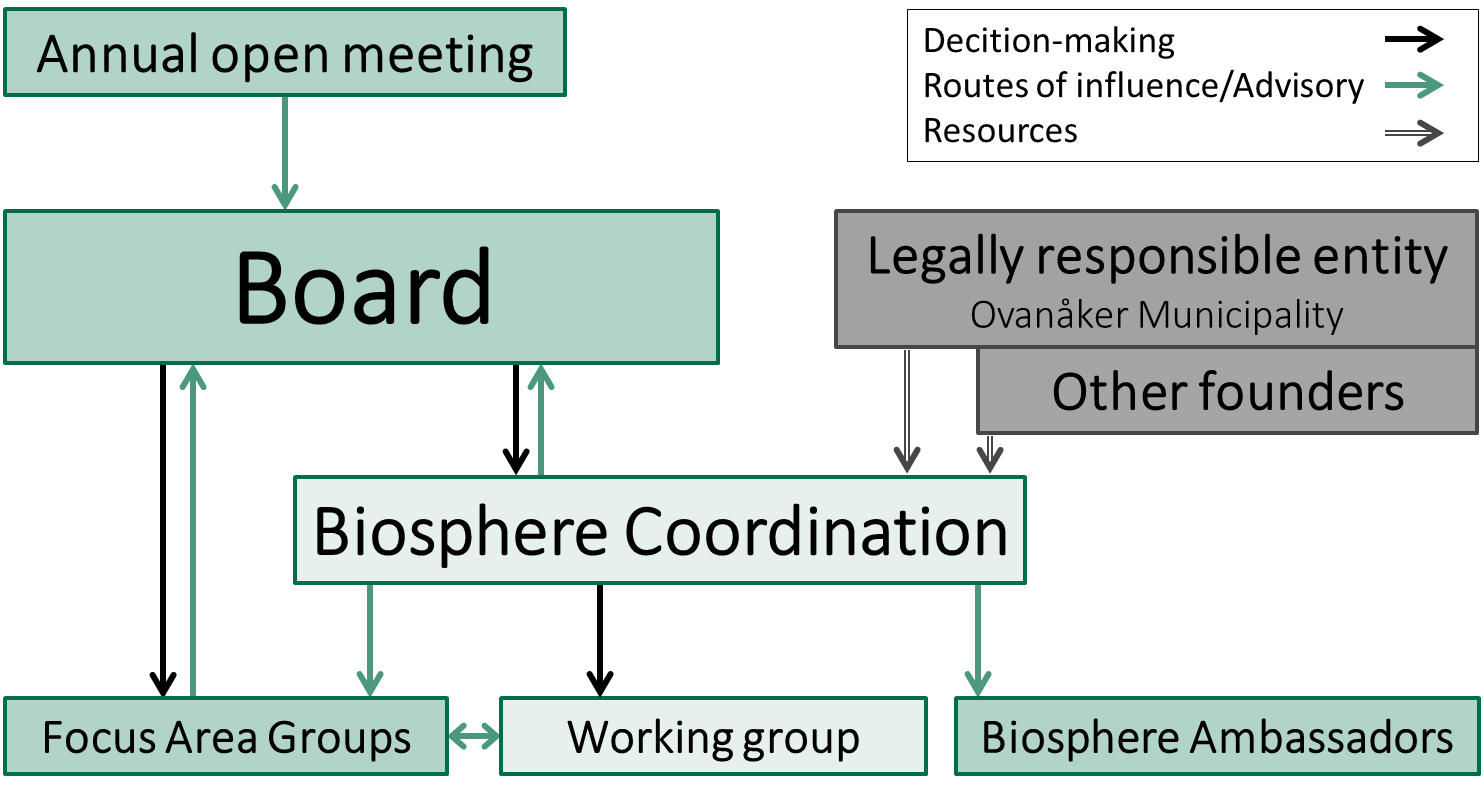 Annual open meeting
Decition-making
Routes of influence/Advisory
Resources
Board
Legally responsible entity
Ovanåker Municipality
Other founders
Biosphere Coordination
Focus Area Groups
Working group
Biosphere Ambassadors